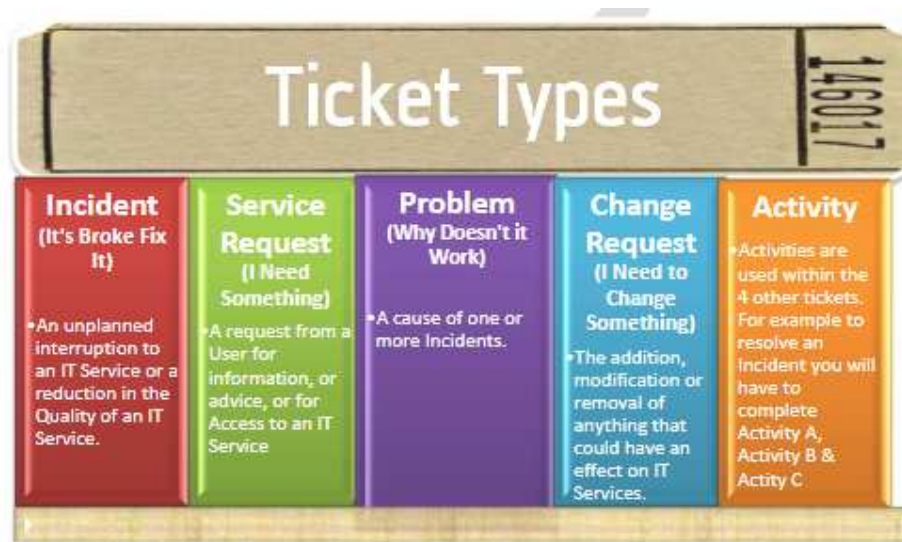 Ticket Types
146017
Incident
(It's Broke Fix
It)
•An unplanned
interruption to
an IT Service or a
reduction in the
Quality of an IT
Service.
Service
Request
(I Need
Something)
•A request from a
User for
information, or
advice, or for
Access to an IT
Service
Problem
(Why Doesn't it
Work)
•A cause of one or
more Incidents.
Change
Request
(I Need to
Change
Something)
•The addition,
modification or
removal of
anything that
could have an
effect on IT
Services.
Activity
•Activities are
used within the
4 other tickets.
For example to
resolve an
Incident you will
have to
complete
Activity A,
Activity B &
Actity C